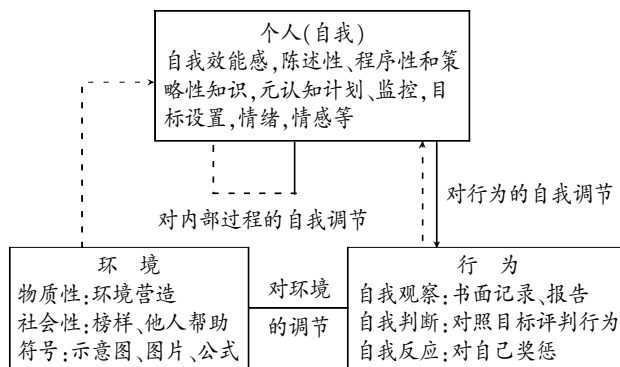 个人(自我)
自我效能感,陈述性、程序性和策
略性知识,元认知计划、监控,目
标设置,情绪,情感等
对内部过程的自我调节
对行为的自我调节
环 境
物质性:环境营造
社会性:榜样、他人帮助
符号:示意图、图片、公式
对环境
的调节
行 为
自我观察:书面记录、报告
自我判断:对照目标评判行为
自我反应:对自己奖惩